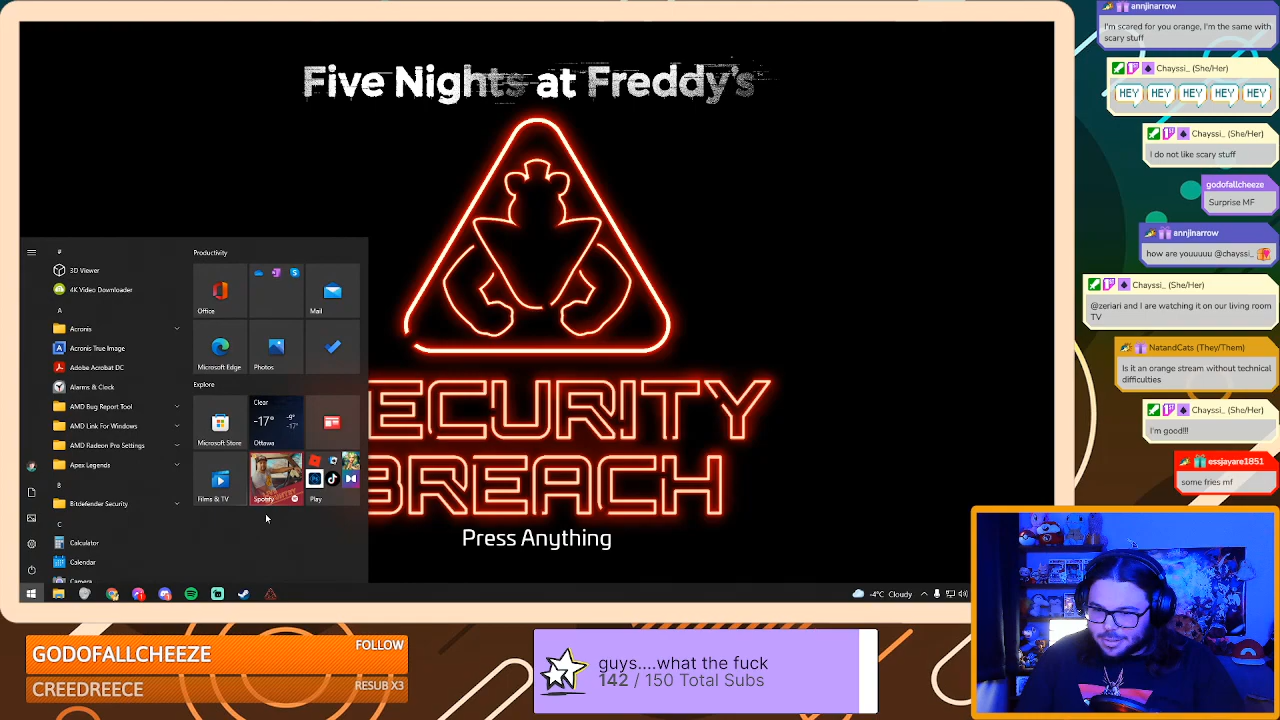 Five Nights at Freddy's
SECURITY
BREACH
Press Anything
#
3D Viewer
4K Video Downloader
A
Acronis
Acronis True Image
Adobe Acrobat DC
Alarms & Clock
AMD Bug Report Tool
AMD Link For Windows
AMD Radeon Pro Settings
Apex Legends
B
Bitdefender Security
C
Calculator
Calendar
Camera
Productivity
Office
Mail
Microsoft Edge
Photos
Explore
Microsoft Store
Clear
-17°
-9°
-17°
Ottawa
Films & TV
Spotify
Play
-4°C Cloudy
annjinarrow
I'm scared for you orange, I'm the same with
scary stuff
Chayssi_ (She/Her)
HEY HEY HEY HEY HEY
Chayssi_ (She/Her)
I do not like scary stuff
godofallcheeze
Surprise MF
annjinarrow
how are youuuuu @chayssi_
Chayssi_ (She/Her)
@zeriari and I are watching it on our living room
TV
NatandCats (They/Them)
Is it an orange stream without technical
difficulties
Chayssi_ (She/Her)
I'm good!!!
essjayare1851
some fries mf
GODOFALLCHEEZE
FOLLOW
CREEDREECE
RESUB X3
guys....what the fuck
142 / 150 Total Subs